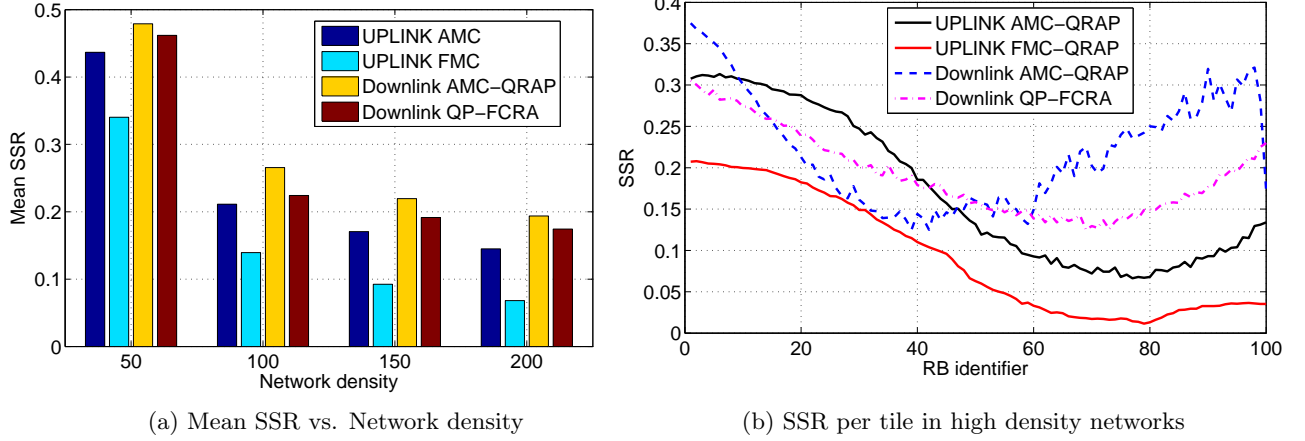 0.5
0.4
0.3
0.2
0.1
0
Mean SSR
UPLINK AMC
UPLINK FMC
Downlink AMC−QRAP
Downlink QP−FCRA
50 100 150 200
Network density
(a) Mean SSR vs. Network density
0.4
0.35
0.3
0.25
0.2
0.15
0.1
0.05
0
SSR
UPLINK AMC−QRAP
UPLINK FMC−QRAP
Downlink AMC−QRAP
Downlink QP−FCRA
0 20 40 60 80 100
RB identifier
(b) SSR per tile in high density networks